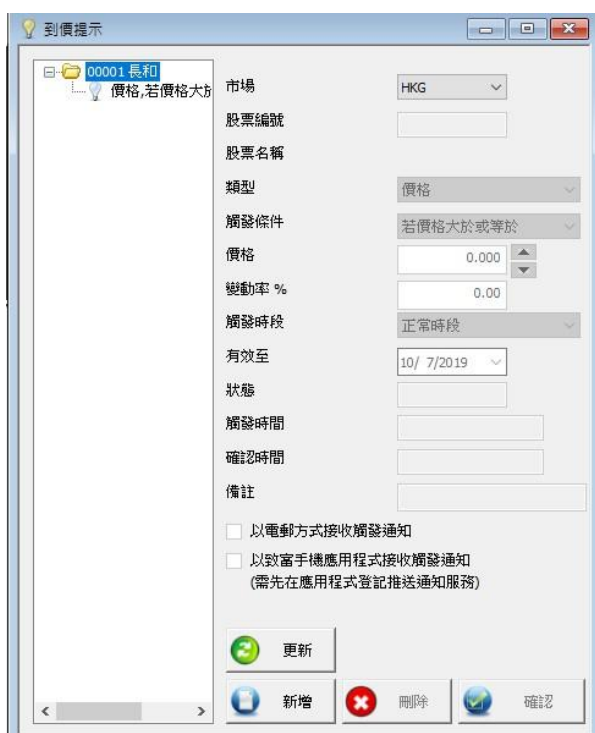 到價提示
00001 長和
價格,若價格大於
市場
HKG
股票編號
股票名稱
類型
價格
觸發條件
若價格大於或等於
價格
0.000
變動率 %
0.00
觸發時段
正常時段
有效至
10/ 7/2019
狀態
觸發時間
確認時間
備註
以電郵方式接收觸發通知
以致富手機應用程式接收觸發通知
(需先在應用程式登記推送通知服務)
更新
新增
刪除
確認